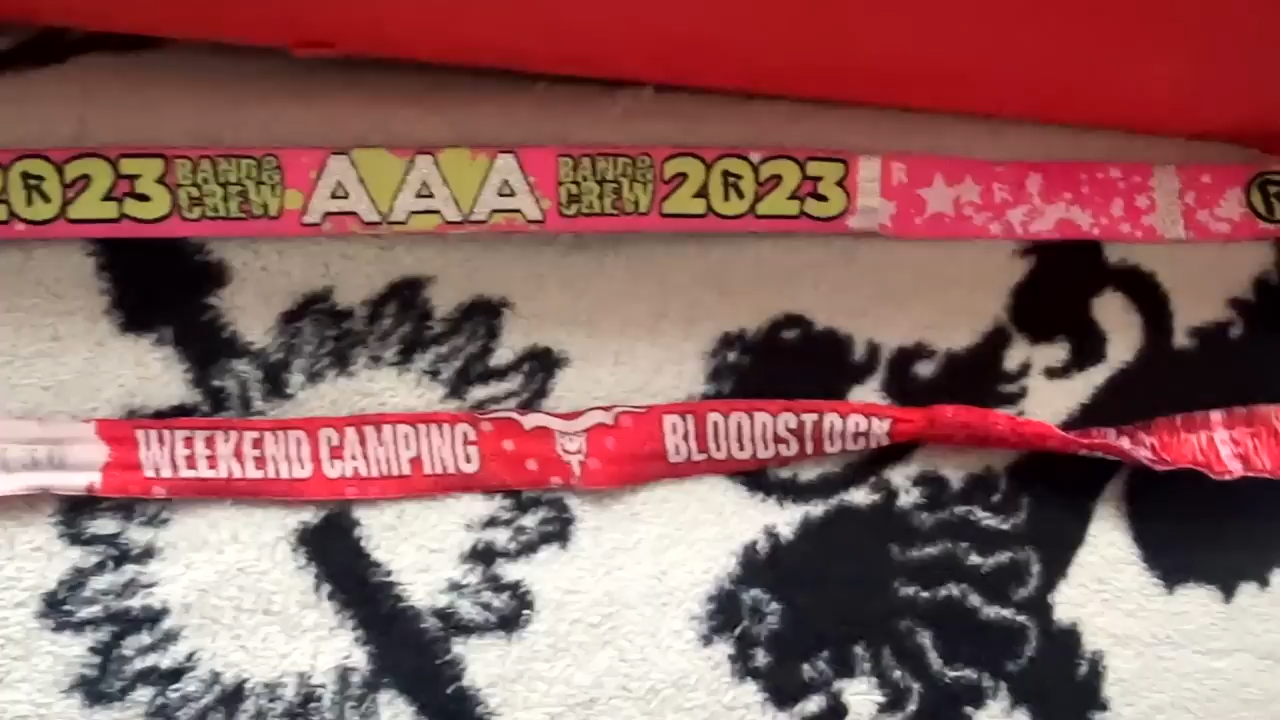 2023 BAND & CREW AAA BAND & CREW 2023 R R
WEEKEND CAMPING BLOODSTOCK